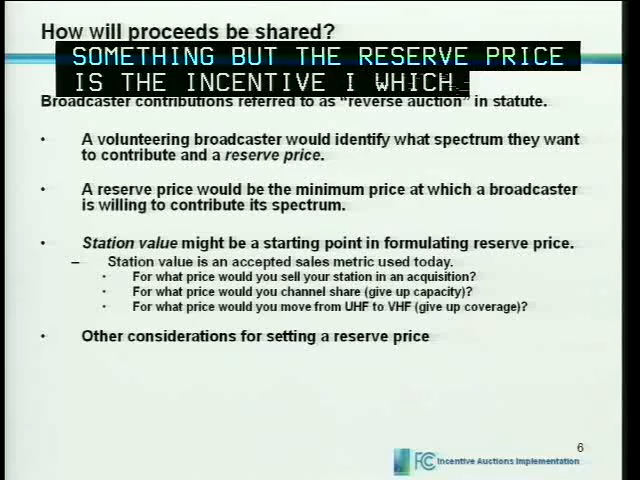 How will proceeds be shared?
SOMETHING BUT THE RESERVE PRICE
IS THE INCENTIVE I WHICH
Broadcaster contributions referred to as "reverse auction" in statute.
• A volunteering broadcaster would identify what spectrum they want
to contribute and a reserve price.
• A reserve price would be the minimum price at which a broadcaster
is willing to contribute its spectrum.
• Station value might be a starting point in formulating reserve price.
– Station value is an accepted sales metric used today.
• For what price would you sell your station in an acquisition?
• For what price would you channel share (give up capacity)?
• For what price would you move from UHF to VHF (give up coverage)?
• Other considerations for setting a reserve price
6
FCC Incentive Auctions Implementation